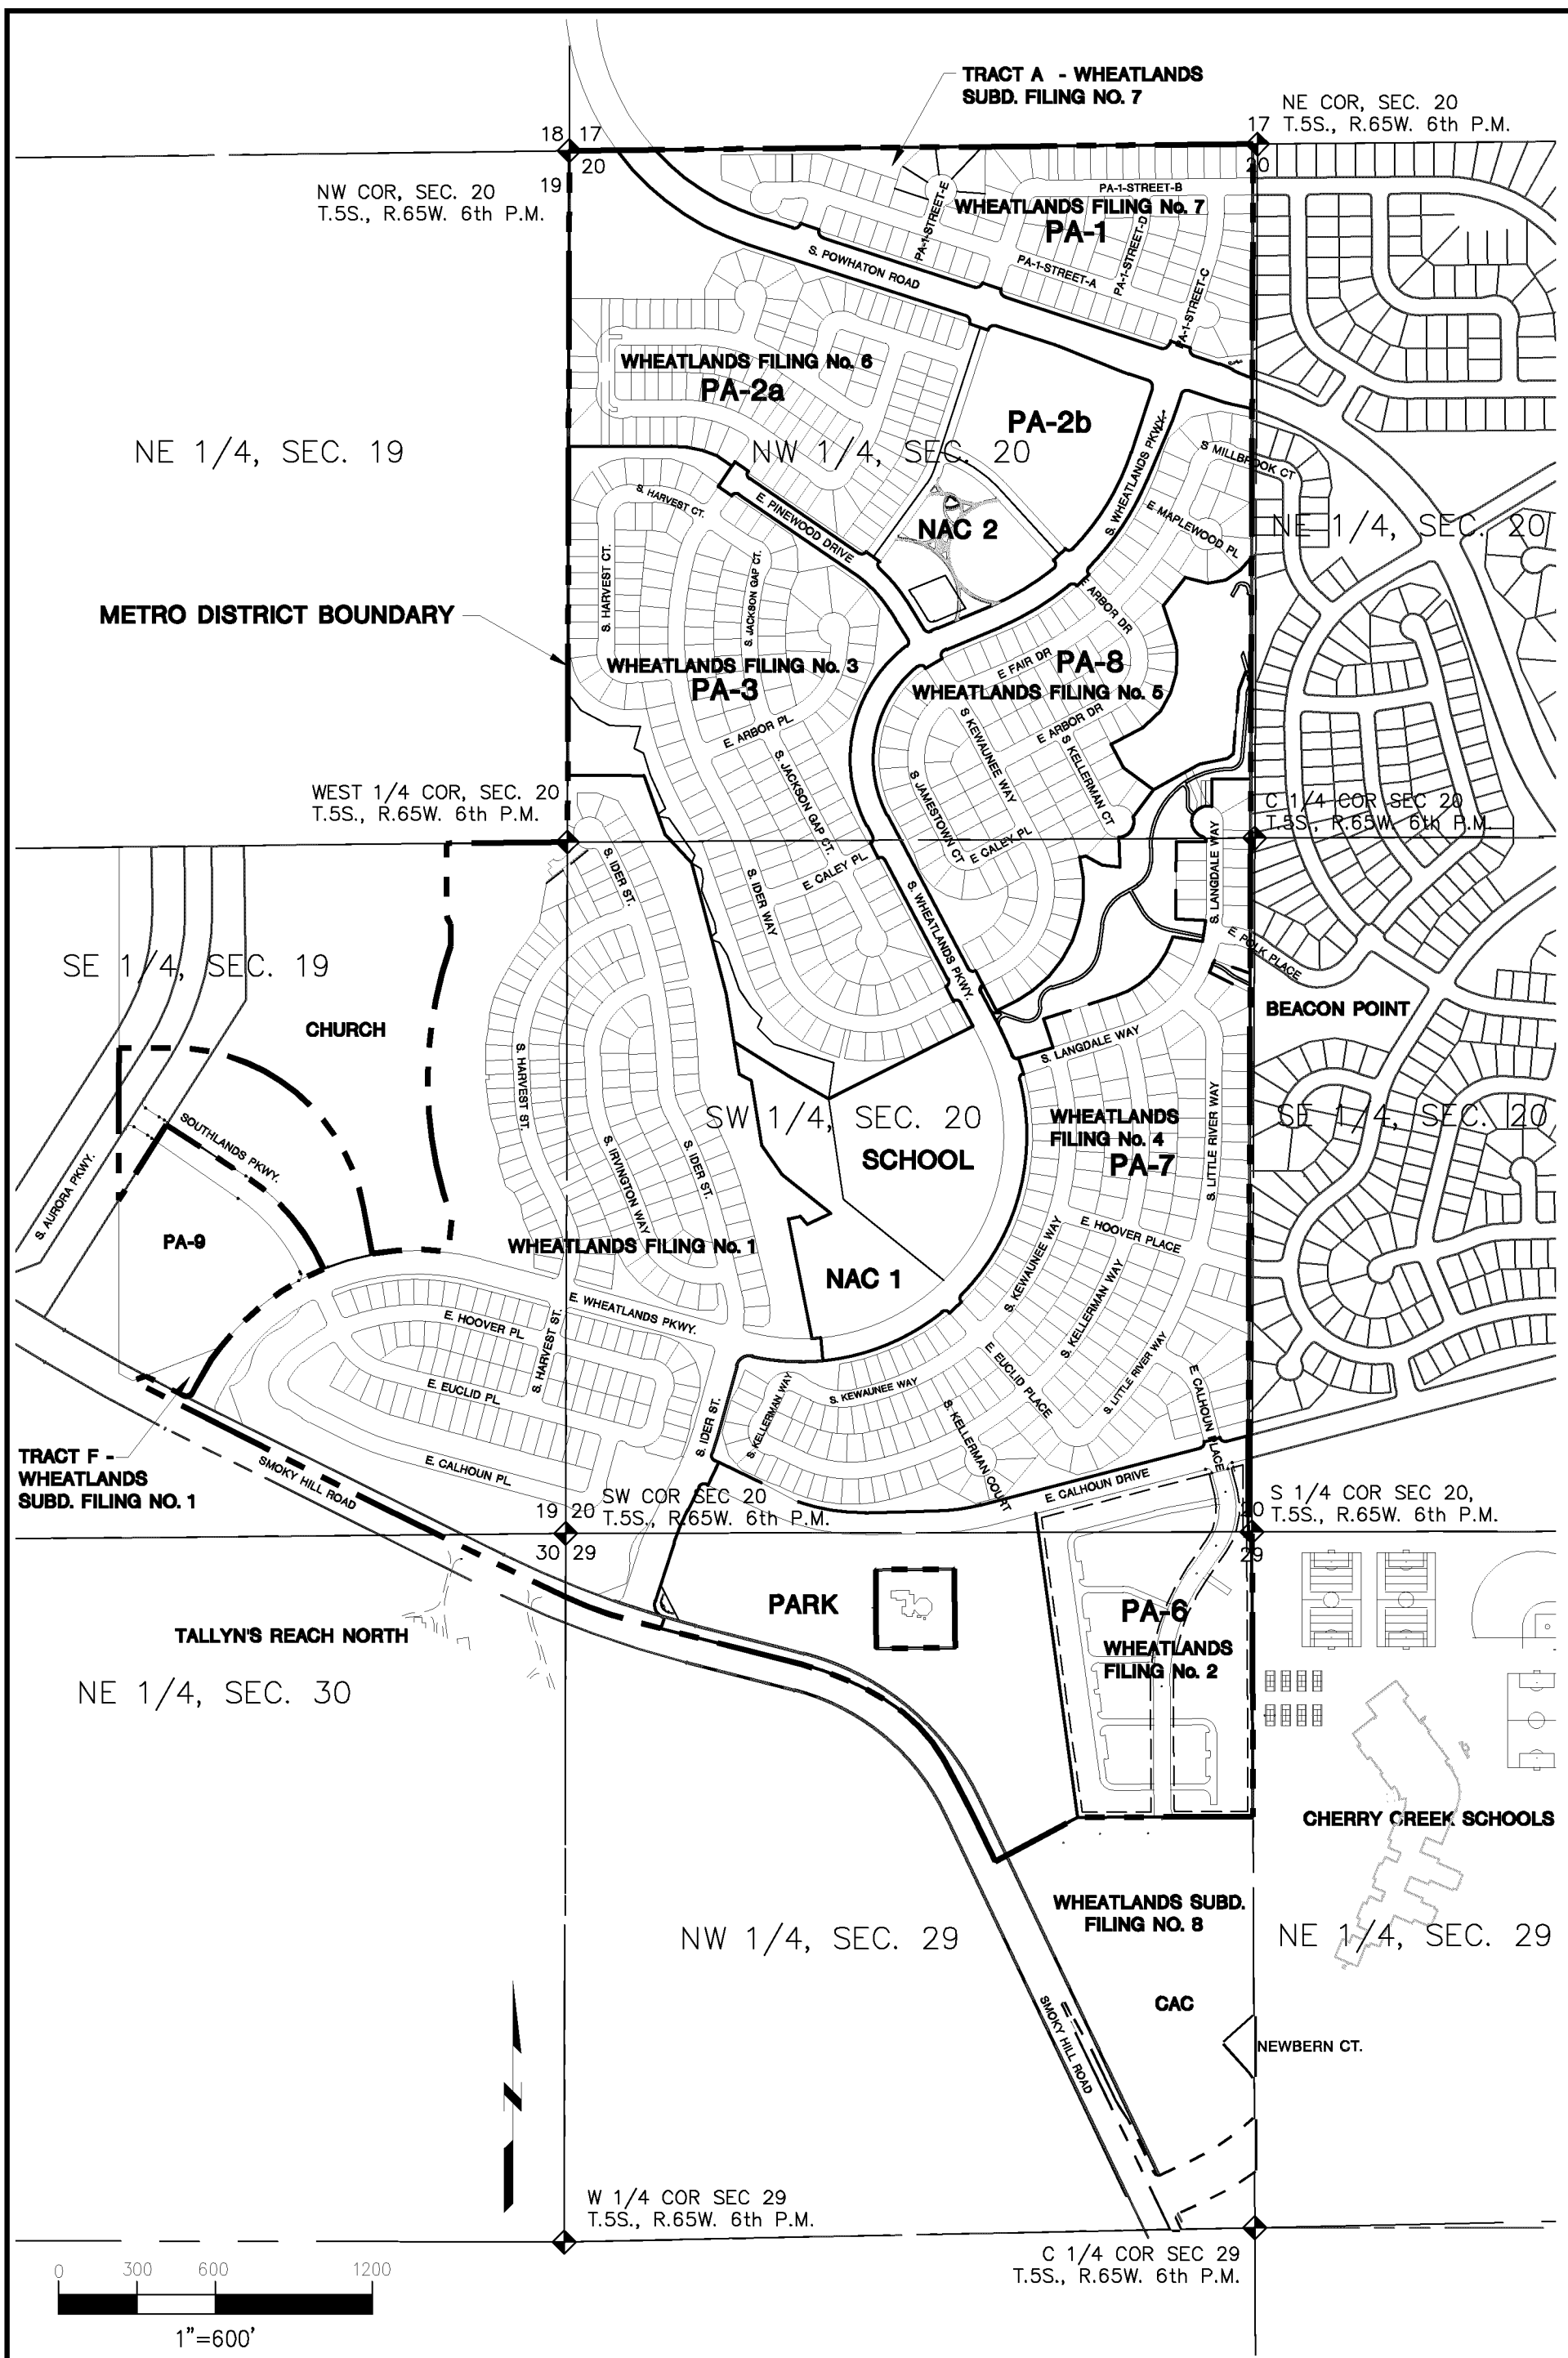 TRACT A - WHEATLANDS
SUBD. FILING NO. 7
NE COR, SEC. 20
T.5S., R.65W. 6th P.M.
18 17
19 20
17
20
NW COR, SEC. 20
T.5S., R.65W. 6th P.M.
PA-1-STREET-E
PA-1-STREET-B
WHEATLANDS FILING No. 7
PA-1
PA-1-STREET-D
PA-1-STREET-A
PA-1-STREET-C
S. POWHATON ROAD
WHEATLANDS FILING No. 6
PA-2a
PA-2b
NE 1/4, SEC. 19
NW 1/4, SEC. 20
S. WHEATLANDS PKWY.
S MILLBROOK CT
S. HARVEST CT.
E. PINEWOOD DRIVE
NAC 2
E MAPLEWOOD PL
NE 1/4, SEC. 20
S. HARVEST CT.
S. JACKSON GAP CT.
METRO DISTRICT BOUNDARY
E ARBOR DR
E FAIR DR
PA-8
WHEATLANDS FILING No. 3
PA-3
WHEATLANDS FILING No. 5
E. ARBOR PL
S. KEWAUNEE WAY
E ARBOR DR
S KELLERMAN CT
S. JACKSON GAP CT.
S JAMESTOWN CT
WEST 1/4 COR, SEC. 20
T.5S., R.65W. 6th P.M.
C 1/4 COR SEC 20
T.5S., R.65W. 6th P.M.
S. IDER ST.
S. IDER WAY
E. CALEY PL
E CALEY PL
S. WHEATLANDS PKWY.
S. LANGDALE WAY
E POLK PLACE
SE 1/4, SEC. 19
CHURCH
BEACON POINT
S. HARVEST ST.
S. LANGDALE WAY
SOUTHLANDS PKWY.
S. AURORA PKWY.
SW 1/4, SEC. 20
SCHOOL
WHEATLANDS
FILING No. 4
PA-7
S. LITTLE RIVER WAY
SE 1/4, SEC. 20
S. IRVINGTON WAY
S. IDER ST.
PA-9
WHEATLANDS FILING No. 1
E. HOOVER PLACE
NAC 1
S. KEWAUNEE WAY
S. KELLERMAN WAY
E. WHEATLANDS PKWY.
E. HOOVER PL
S. HARVEST ST.
E. EUCLID PL
E. EUCLID PLACE
S. LITTLE RIVER WAY
E. CALHOUN PLACE
S. KEWAUNEE WAY
S. KELLERMAN WAY
S. KELLERMAN COURT
S. IDER ST.
E. CALHOUN PL
E. CALHOUN DRIVE
TRACT F -
WHEATLANDS
SUBD. FILING NO. 1
SMOKY HILL ROAD
19 20
30 29
SW COR SEC 20
T.5S., R.65W. 6th P.M.
20
29
S 1/4 COR SEC 20,
T.5S., R.65W. 6th P.M.
PARK
PA-6
WHEATLANDS
FILING No. 2
TALLYN'S REACH NORTH
NE 1/4, SEC. 30
CHERRY CREEK SCHOOLS
WHEATLANDS SUBD.
FILING NO. 8
NW 1/4, SEC. 29
NE 1/4, SEC. 29
CAC
SMOKY HILL ROAD
NEWBERN CT.
N
W 1/4 COR SEC 29
T.5S., R.65W. 6th P.M.
C 1/4 COR SEC 29
T.5S., R.65W. 6th P.M.
0 300 600 1200
1"=600'